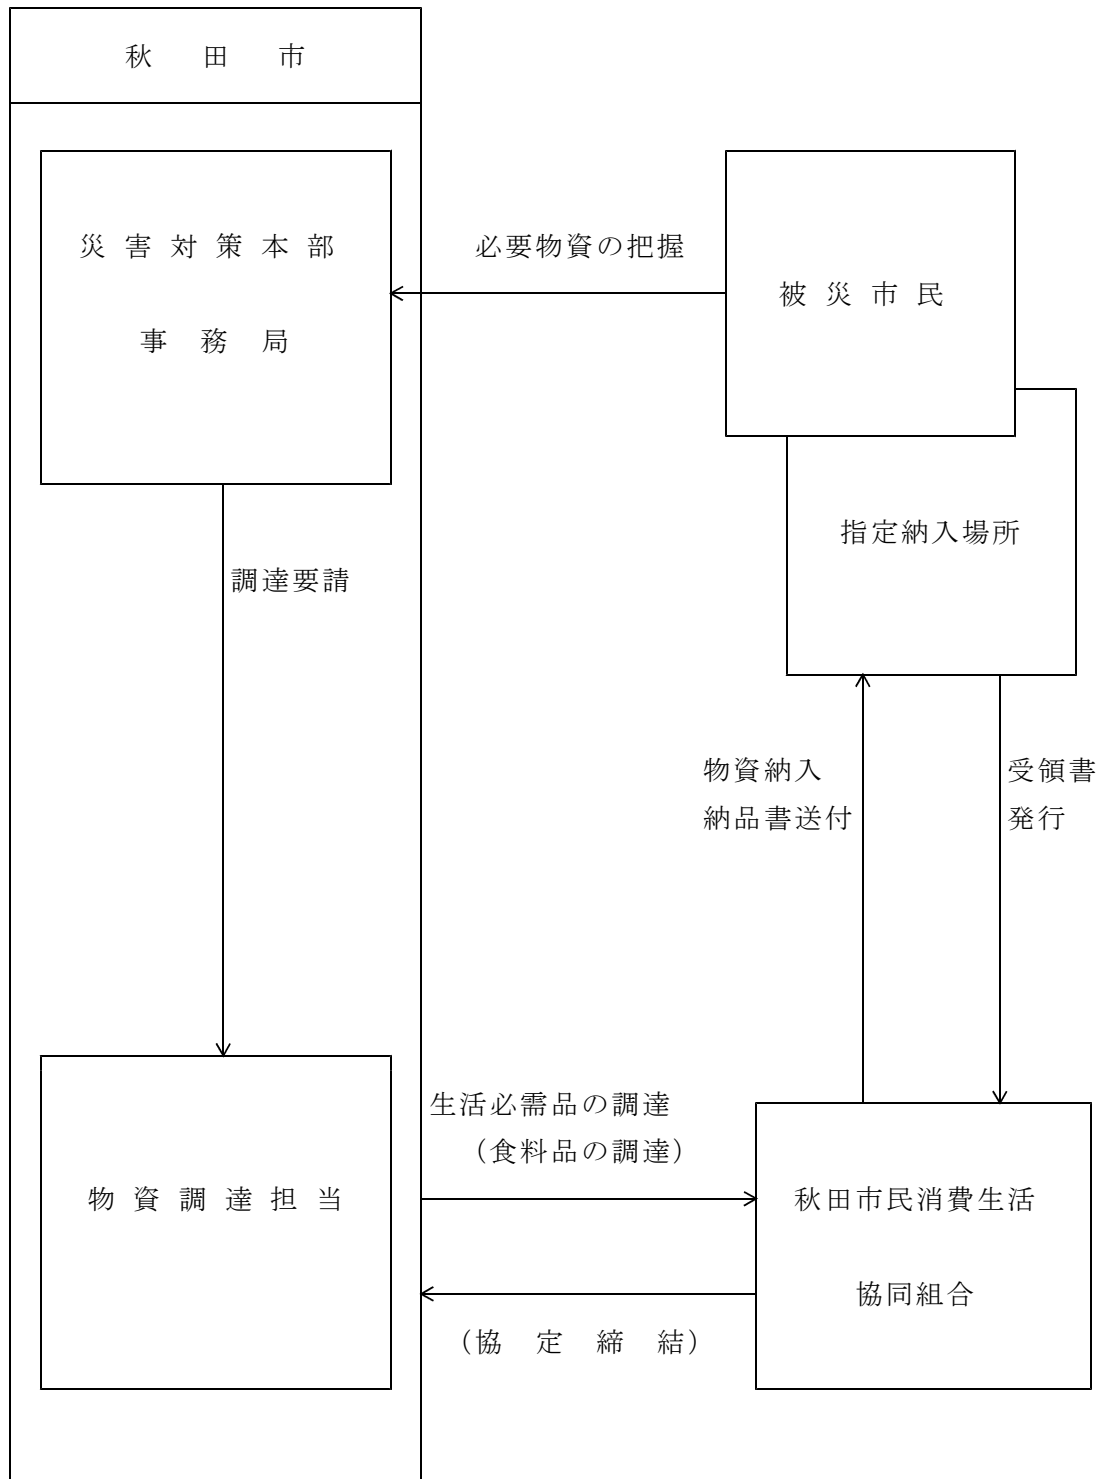 秋 田 市
災害対策本部
事 務 局
必要物資の把握
被災市民
指定納入場所
調達要請
物資納入
納品書送付
受領書
発行
生活必需品の調達
（食料品の調達）
物資調達担当
秋田市民消費生活
協同組合
（協 定 締 結）